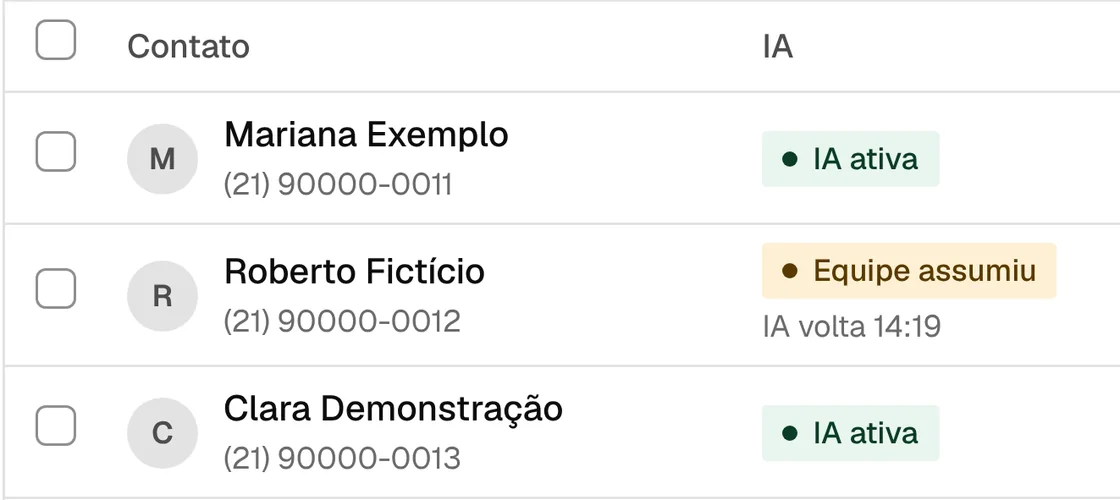 Contato
IA
M
Mariana Exemplo
(21) 90000-0011
IA ativa
R
Roberto Fictício
(21) 90000-0012
Equipe assumiu
IA volta 14:19
C
Clara Demonstração
(21) 90000-0013
IA ativa